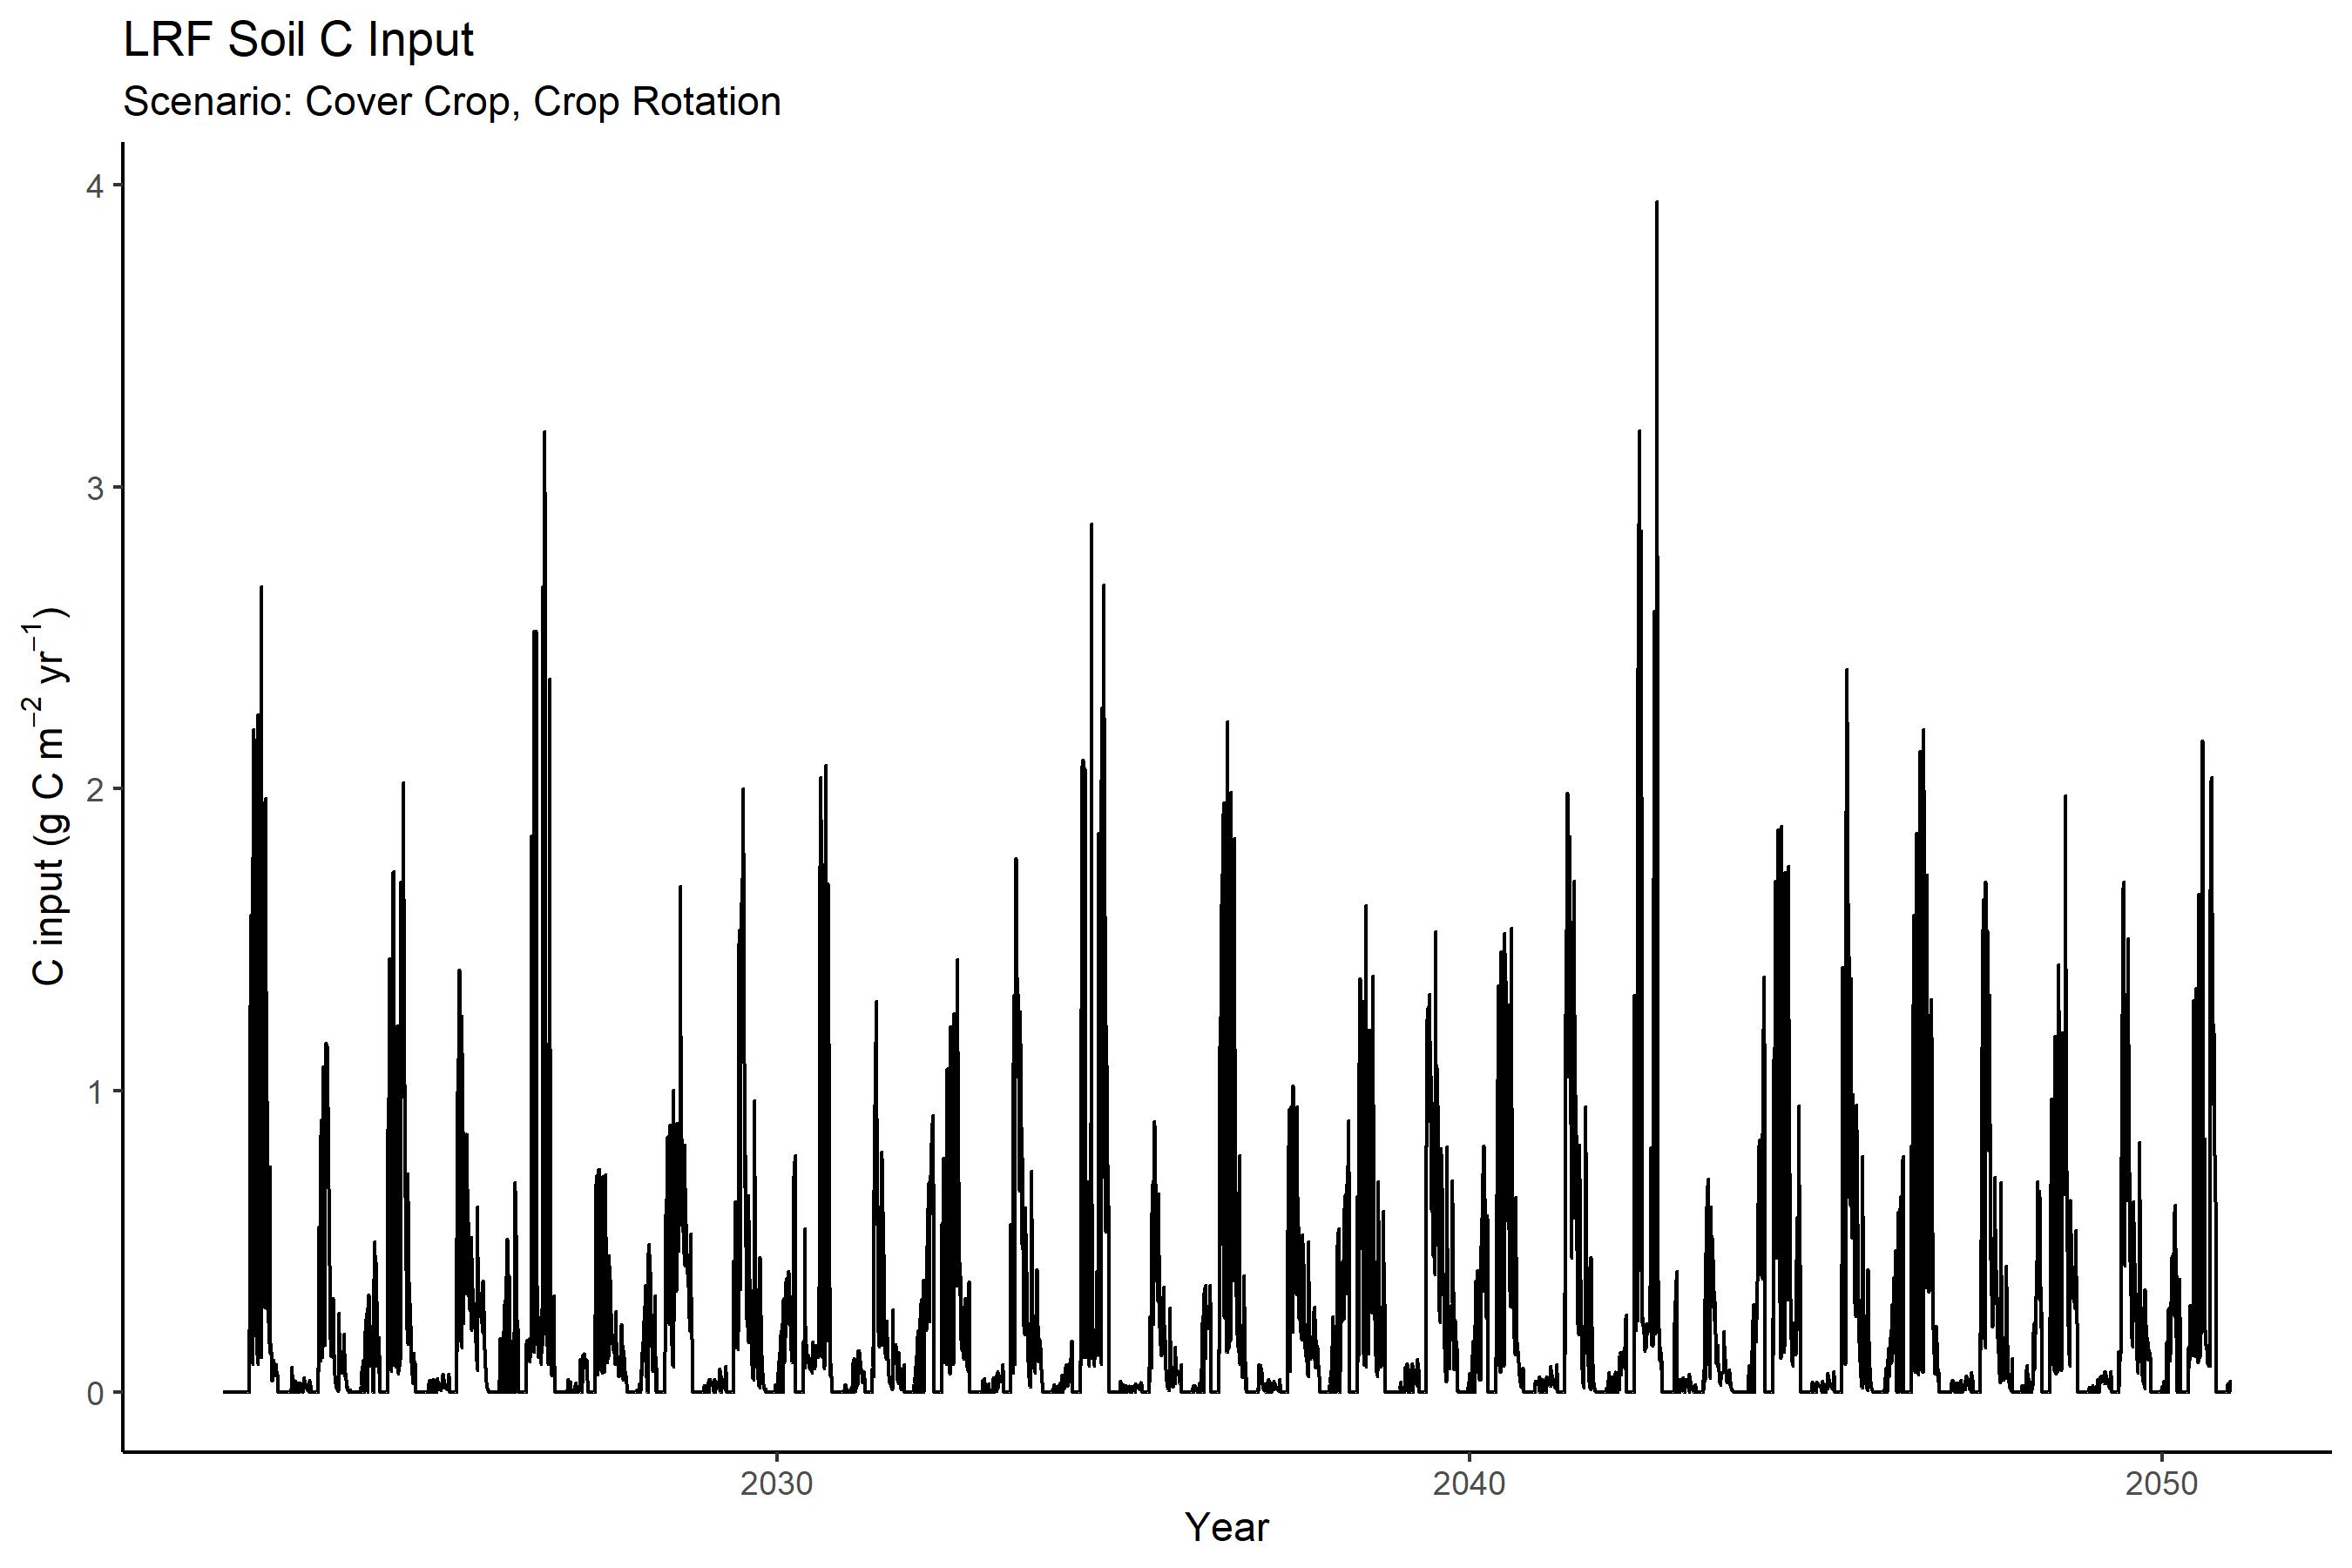 LRF Soil C Input
Scenario: Cover Crop, Crop Rotation
4
3
2
1
0
C input (g C m⁻² yr⁻¹)
2030
2040
2050
Year